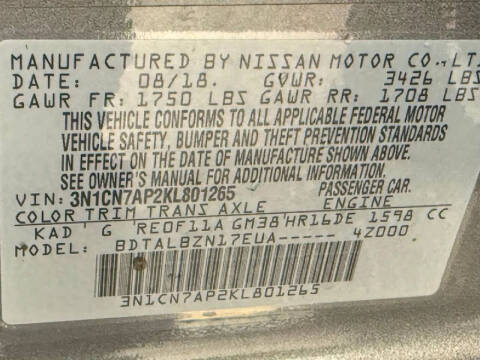 MANUFACTURED BY NISSAN MOTOR CO., LT
DATE: 08/18. GVWR: 3426 LBS
GAWR FR: 1750 LBS GAWR RR: 1708 LBS
THIS VEHICLE CONFORMS TO ALL APPLICABLE FEDERAL MOTOR
VEHICLE SAFETY, BUMPER AND THEFT PREVENTION STANDARDS
IN EFFECT ON THE DATE OF MANUFACTURE SHOWN ABOVE.
SEE OWNER'S MANUAL FOR ADDITIONAL INFORMATION
VIN: 3N1CN7AP2KL801265 PASSENGER CAR
COLOR TRIM TRANS AXLE ENGINE
KAD G RE0F11A GM38 HR16DE 1598 CC
MODEL: BDTALBZN17EUA----- 4Z000
3N1CN7AP2KL801265